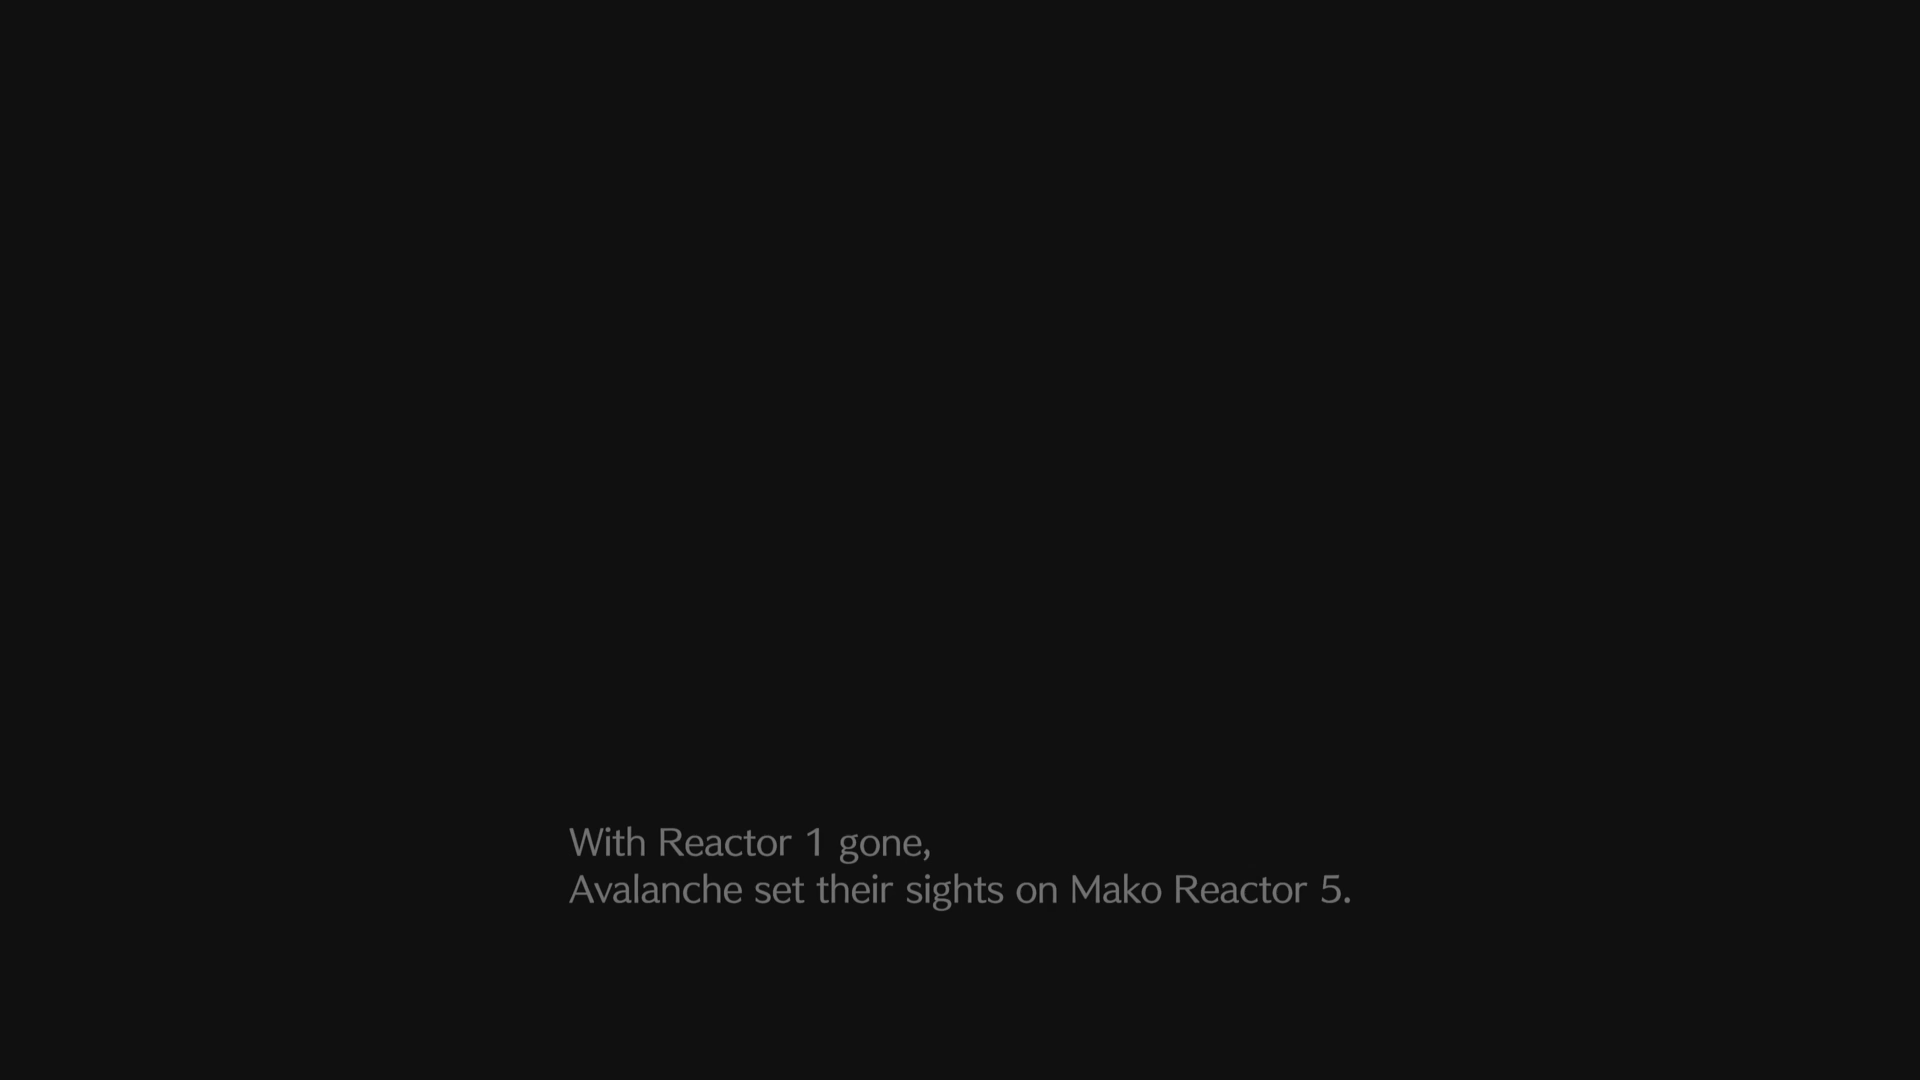 With Reactor 1 gone,
Avalanche set their sights on Mako Reactor 5.